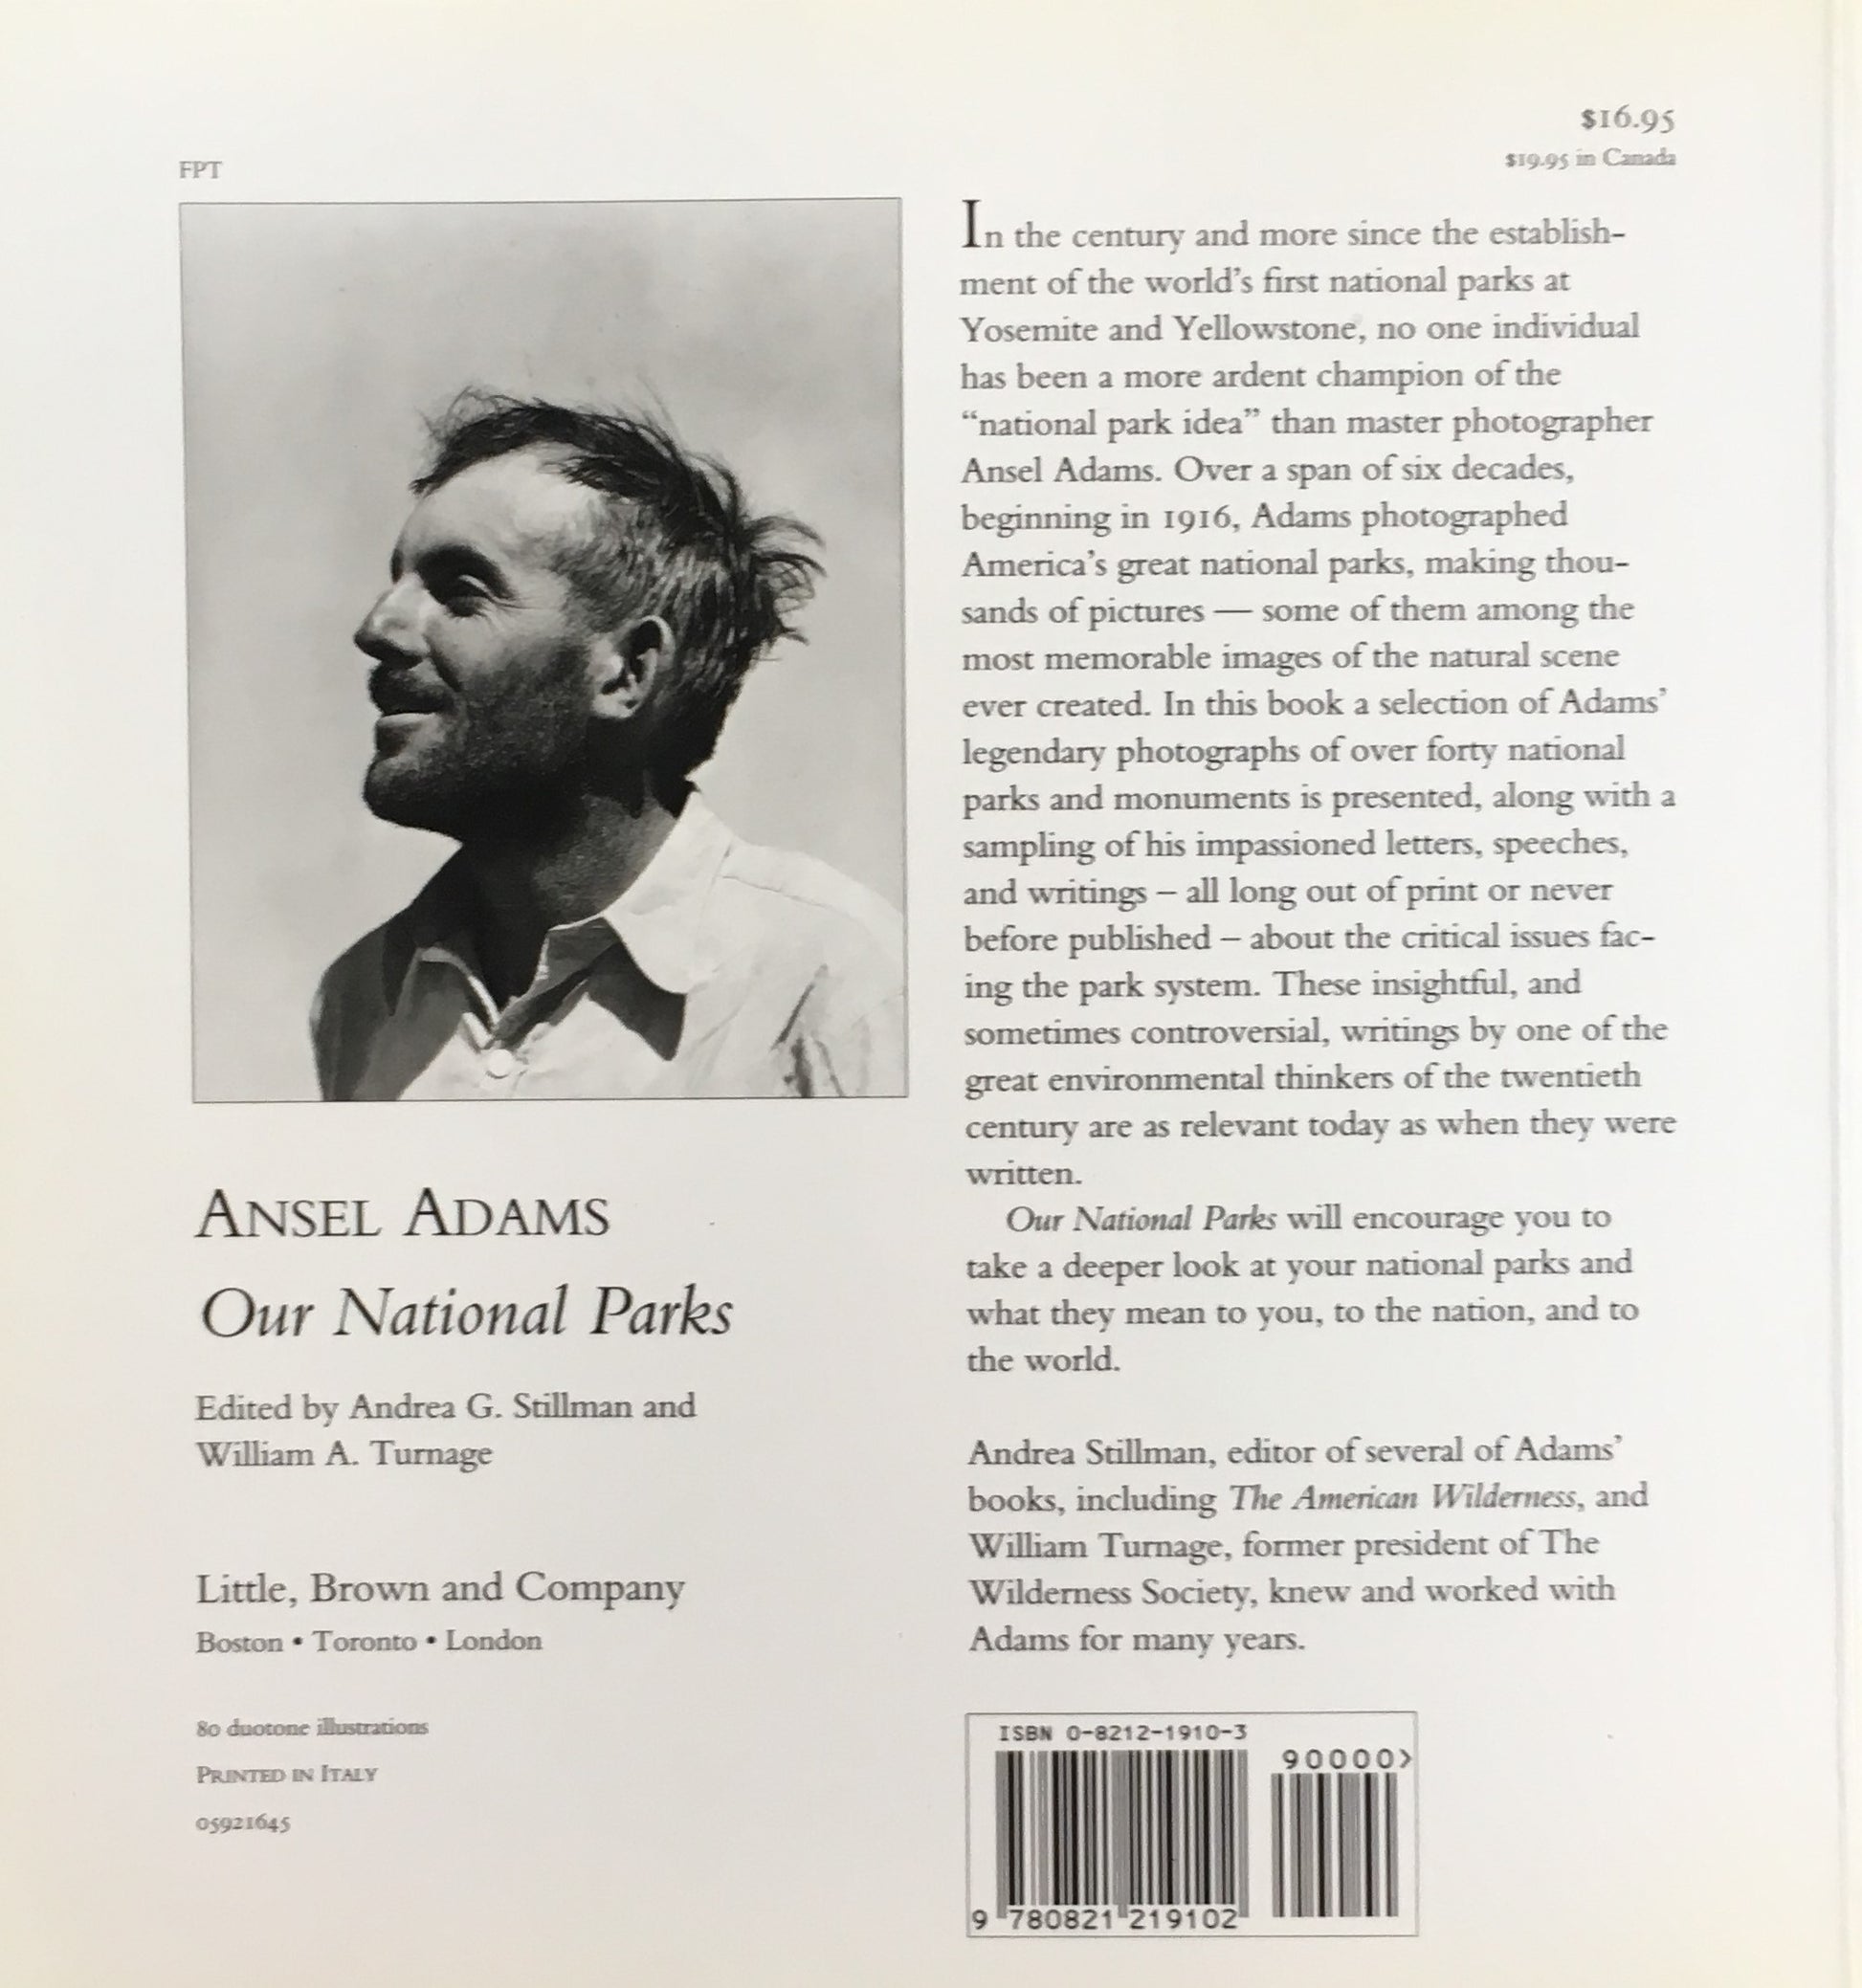 FPT
$16.95
$19.95 in Canada
In the century and more since the establish-
ment of the world's first national parks at
Yosemite and Yellowstone, no one individual
has been a more ardent champion of the
“national park idea” than master photographer
Ansel Adams. Over a span of six decades,
beginning in 1916, Adams photographed
America's great national parks, making thou-
sands of pictures — some of them among the
most memorable images of the natural scene
ever created. In this book a selection of Adams'
legendary photographs of over forty national
parks and monuments is presented, along with a
sampling of his impassioned letters, speeches,
and writings – all long out of print or never
before published – about the critical issues fac-
ing the park system. These insightful, and
sometimes controversial, writings by one of the
great environmental thinkers of the twentieth
century are as relevant today as when they were
written.
Our National Parks will encourage you to
take a deeper look at your national parks and
what they mean to you, to the nation, and to
the world.
Andrea Stillman, editor of several of Adams'
books, including The American Wilderness, and
William Turnage, former president of The
Wilderness Society, knew and worked with
Adams for many years.
ANSEL ADAMS
Our National Parks
Edited by Andrea G. Stillman and
William A. Turnage
Little, Brown and Company
Boston • Toronto • London
80 duotone illustrations
PRINTED IN ITALY
05921645
ISBN 0-8212-1910-3
90000>
9 780821 219102